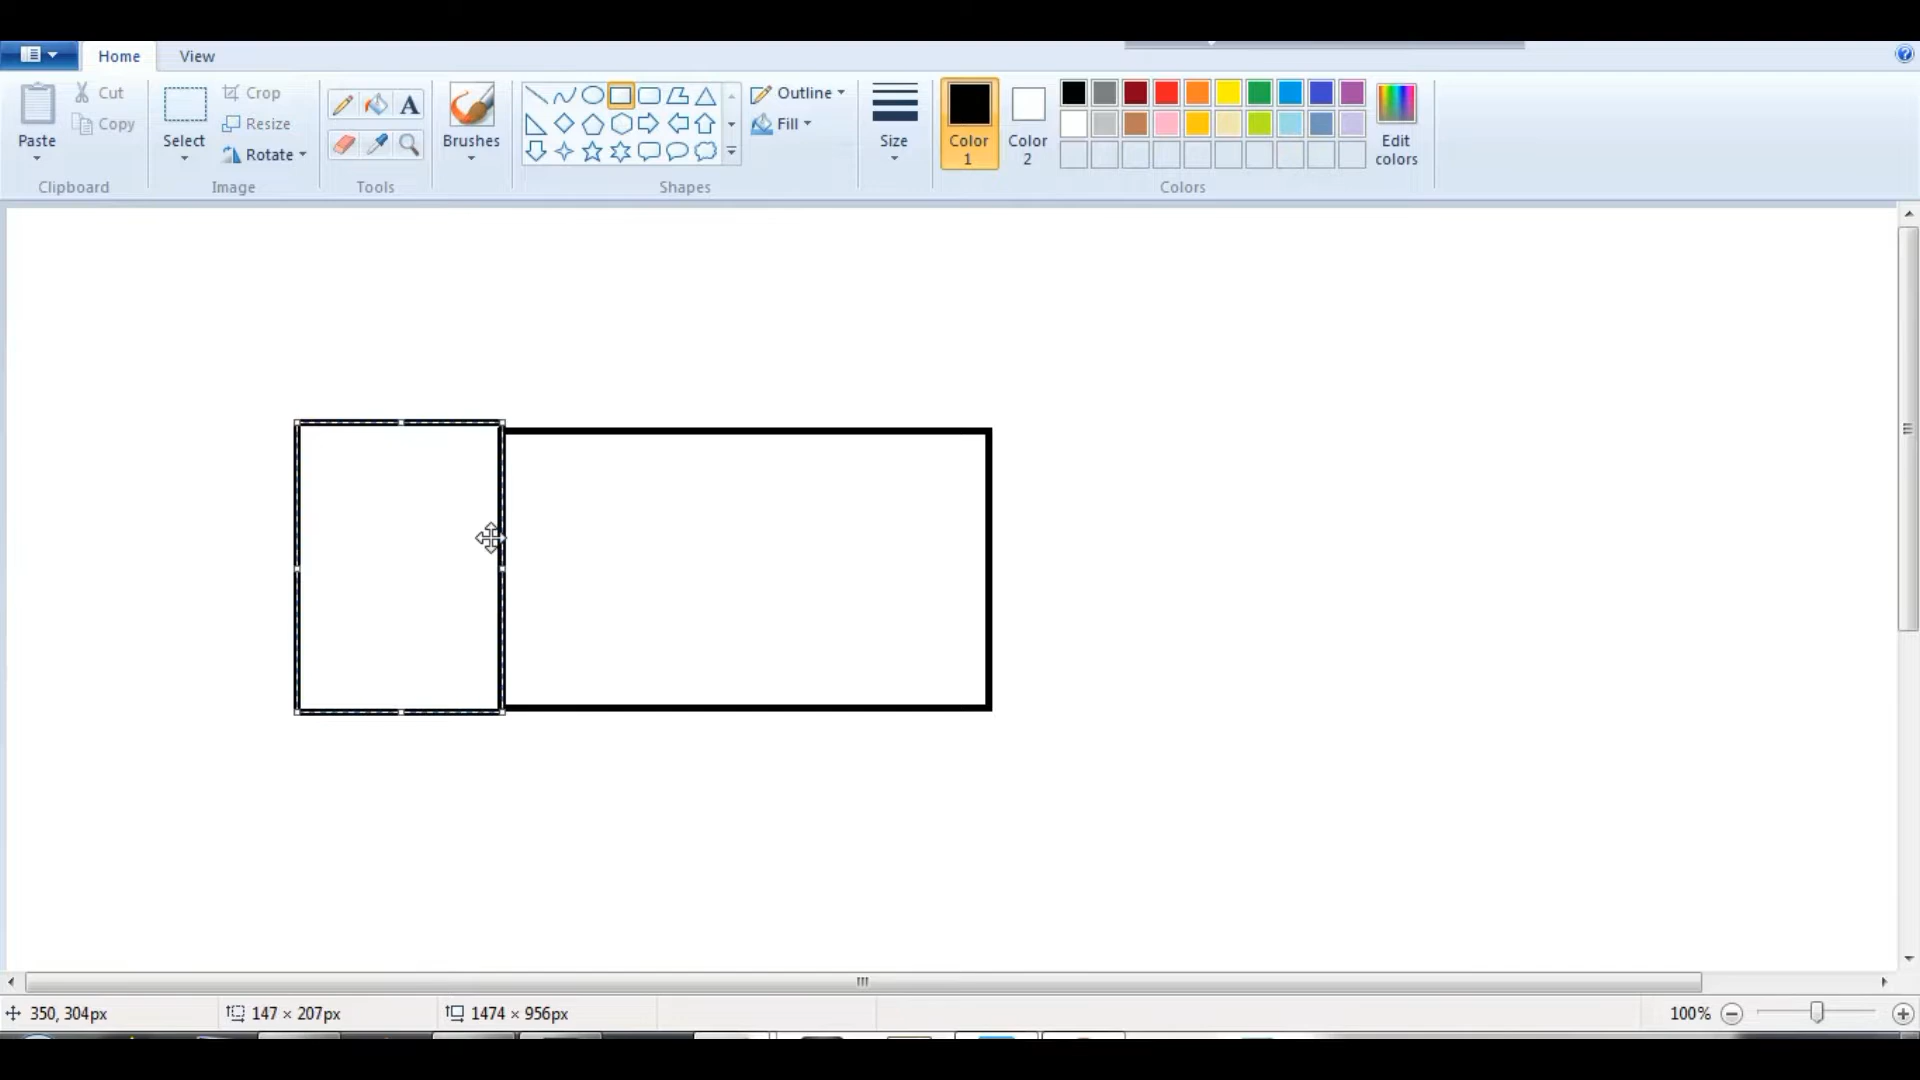 Home View
Paste
Cut
Copy
Clipboard
Select
Crop
Resize
Rotate
Image
A
Tools
Brushes
Shapes
Outline
Fill
Size
Color
1
Color
2
Colors
Edit
colors
350, 304px 147 × 207px 1474 × 956px 100%